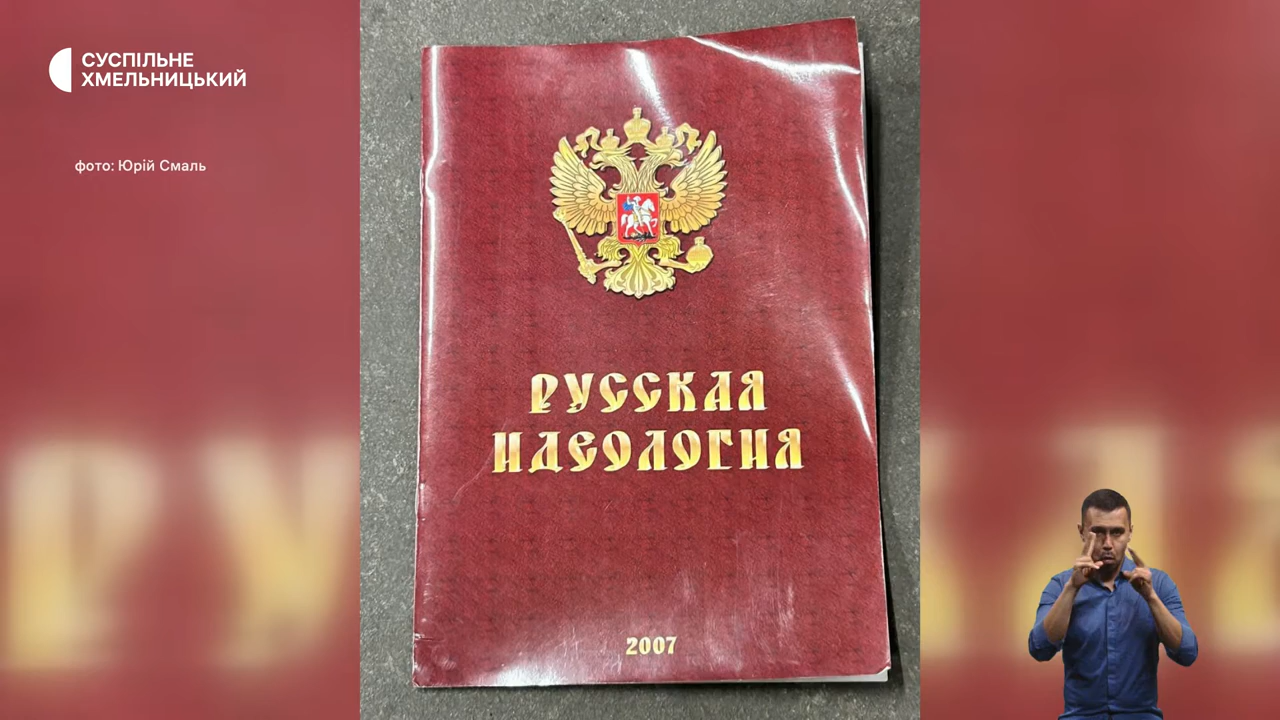 СУСПІЛЬНЕ
ХМЕЛЬНИЦЬКИЙ
фото: Юрій Смаль
РУССКАЯ
ИДЕОЛОГИЯ
2007